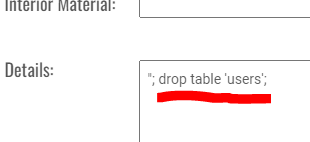 Interior Material:
Details:
"; drop table 'users';